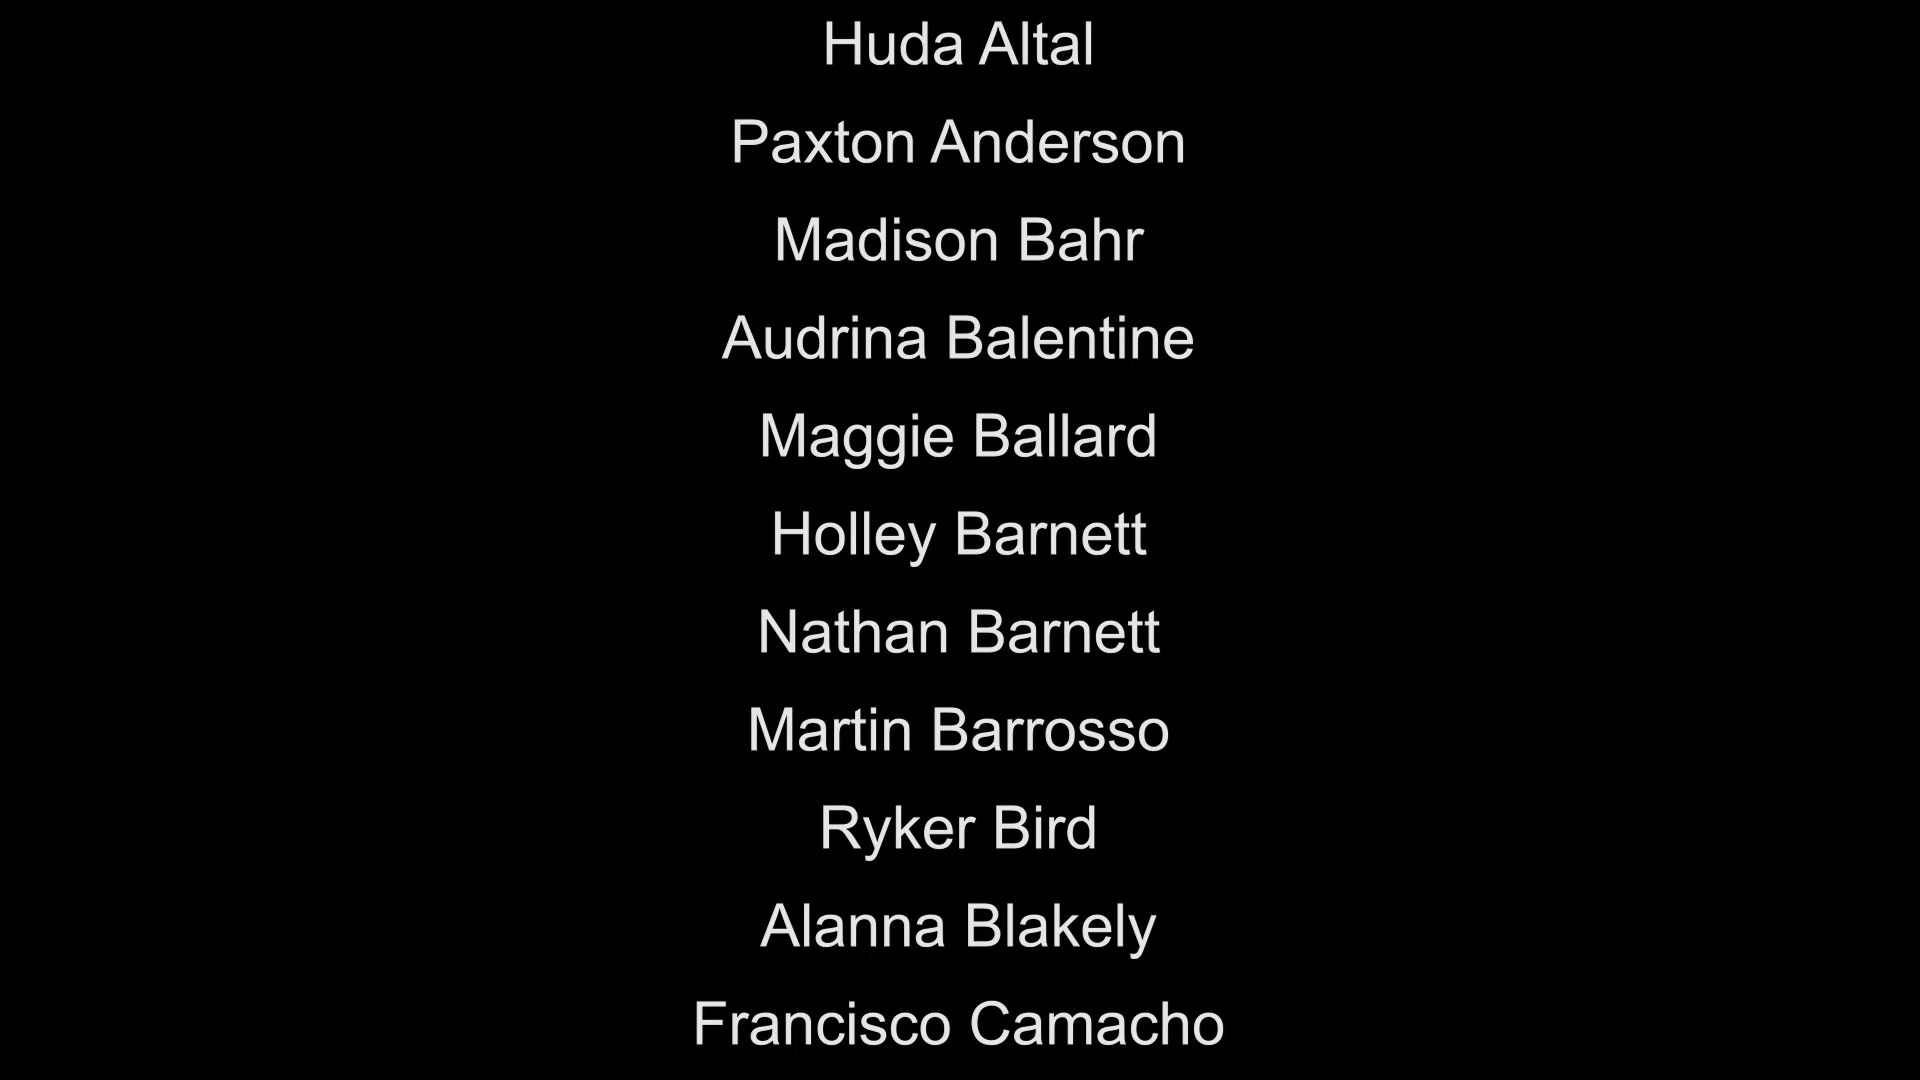 Huda Altal
Paxton Anderson
Madison Bahr
Audrina Balentine
Maggie Ballard
Holley Barnett
Nathan Barnett
Martin Barrosso
Ryker Bird
Alanna Blakely
Francisco Camacho